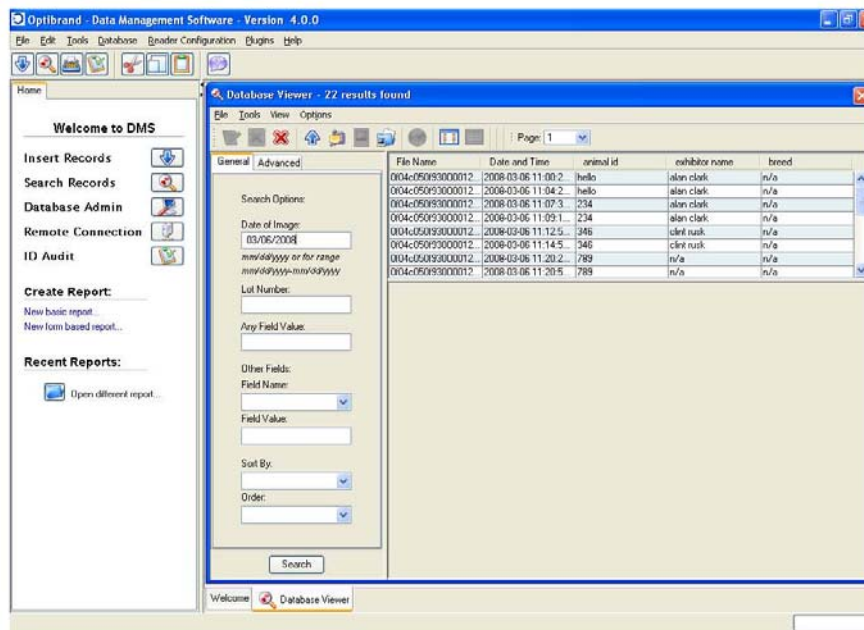 Optibrand - Data Management Software - Version 4.0.0
File Edit Tools Database Reader Configuration Plugins Help
Home
Welcome to DMS
Insert Records
Search Records
Database Admin
Remote Connection
ID Audit
Create Report:
New basic report...
New form based report...
Recent Reports:
Open different report...
Database Viewer - 22 results found
File Tools View Options
Page: 1
General Advanced
Search Options:
Date of Image:
03/06/2008
mm/dd/yyyy or for range
mm/dd/yyyy-mm/dd/yyyy
Lot Number:
Any Field Value:
Other Fields:
Field Name:
Field Value:
Sort By:
Order:
Search
File Name Date and Time animal id exhibitor name breed
2008-03-06 11:00:2... hello alan clark n/a
2008-03-06 11:04:2... hello alan clark n/a
2008-03-06 11:07:3... 234 alan clark n/a
2008-03-06 11:09:1... 234 alan clark n/a
2008-03-06 11:12:5... 346 clint rusk n/a
2008-03-06 11:14:5... 346 clint rusk n/a
2008-03-06 11:20:2... 789 n/a n/a
2008-03-06 11:20:5... 789 n/a n/a
Welcome Database Viewer